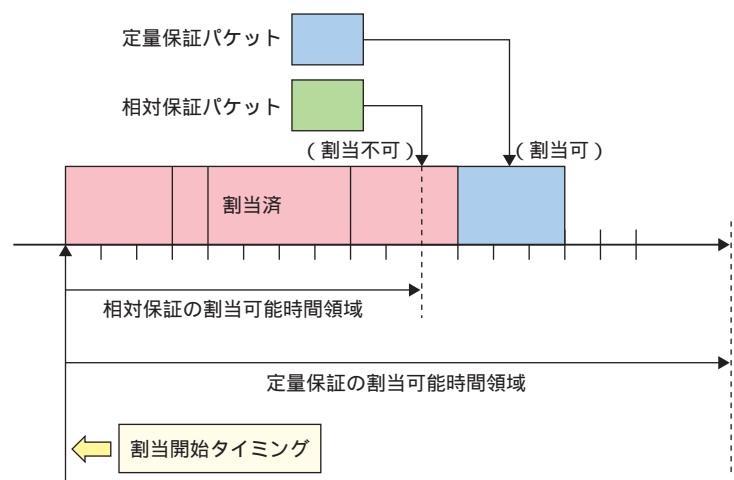 定量保証パケット
相対保証パケット
(割当不可)
(割当可)
割当済
相対保証の割当可能時間領域
定量保証の割当可能時間領域
割当開始タイミング